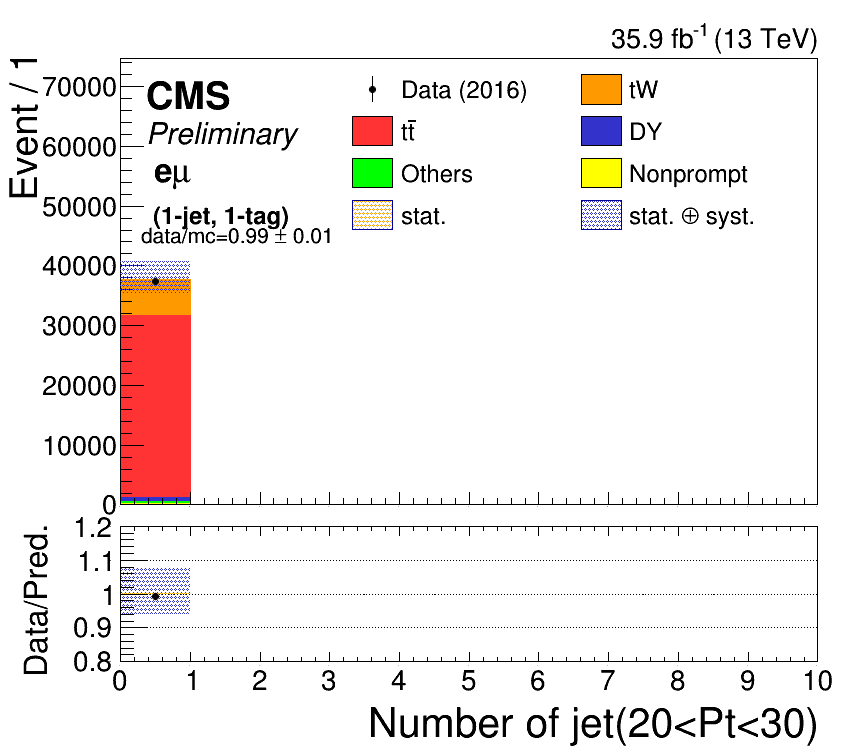 35.9 fb⁻¹ (13 TeV)
Event / 1
CMS
Preliminary
eμ
(1-jet, 1-tag)
data/mc=0.99 ± 0.01
Data (2016)
tW
tt̄
DY
Others
Nonprompt
stat.
stat. ⊕ syst.
70000
60000
50000
40000
30000
20000
10000
0
Data/Pred.
1.2
1.1
1
0.9
0.8
0 1 2 3 4 5 6 7 8 9 10
Number of jet(20<Pt<30)